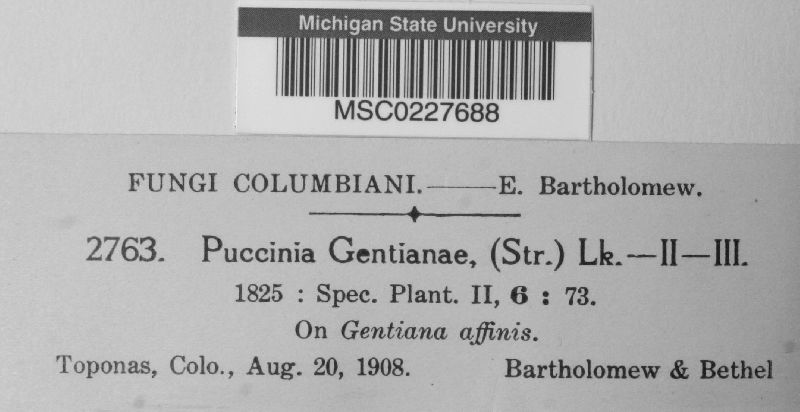 Michigan State University
MSC0227688
FUNGI COLUMBIANI.——E. Bartholomew.
2763. Puccinia Gentianae, (Str.) Lk.—II—III.
1825 : Spec. Plant. II, 6 : 73.
On Gentiana affinis.
Toponas, Colo., Aug. 20, 1908. Bartholomew & Bethel